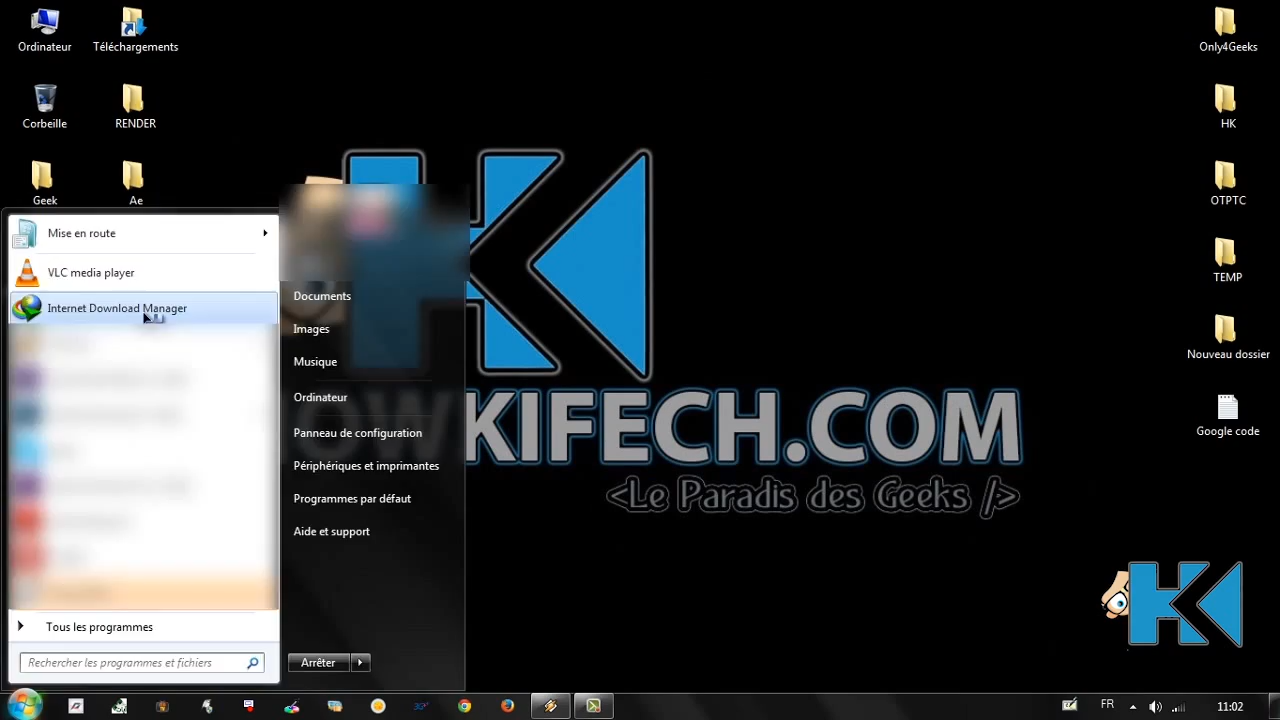 Ordinateur
Téléchargements
Corbeille
RENDER
Geek
Ae
Only4Geeks
HK
OTPTC
TEMP
Nouveau dossier
Google code
Mise en route
VLC media player
Internet Download Manager
Tous les programmes
Rechercher les programmes et fichiers
Documents
Images
Musique
Ordinateur
Panneau de configuration
Périphériques et imprimantes
Programmes par défaut
Aide et support
Arrêter
KIFECH.COM
<Le Paradis des Geeks />
FR
11:02